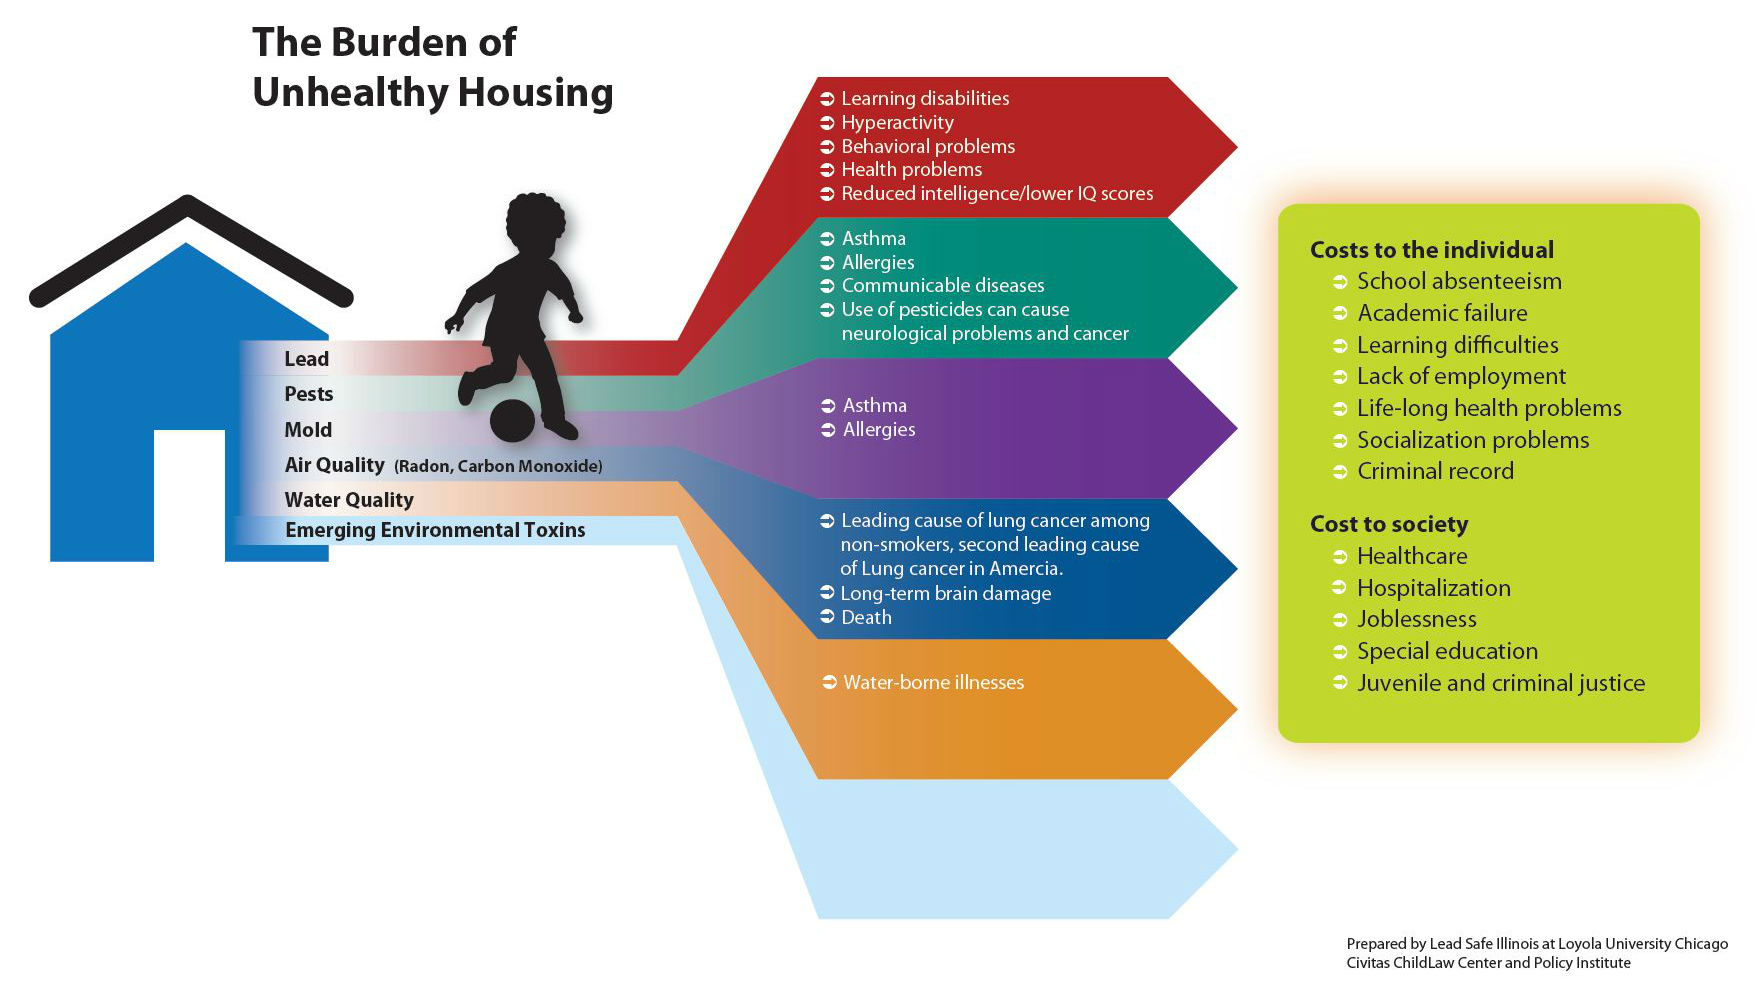 The Burden of
Unhealthy Housing
Lead
Pests
Mold
Air Quality (Radon, Carbon Monoxide)
Water Quality
Emerging Environmental Toxins
Learning disabilities
Hyperactivity
Behavioral problems
Health problems
Reduced intelligence/lower IQ scores
Asthma
Allergies
Communicable diseases
Use of pesticides can cause
neurological problems and cancer
Asthma
Allergies
Leading cause of lung cancer among
non-smokers, second leading cause
of Lung cancer in Amercia.
Long-term brain damage
Death
Water-borne illnesses
Costs to the individual
School absenteeism
Academic failure
Learning difficulties
Lack of employment
Life-long health problems
Socialization problems
Criminal record
Cost to society
Healthcare
Hospitalization
Joblessness
Special education
Juvenile and criminal justice
Prepared by Lead Safe Illinois at Loyola University Chicago
Civitas ChildLaw Center and Policy Institute